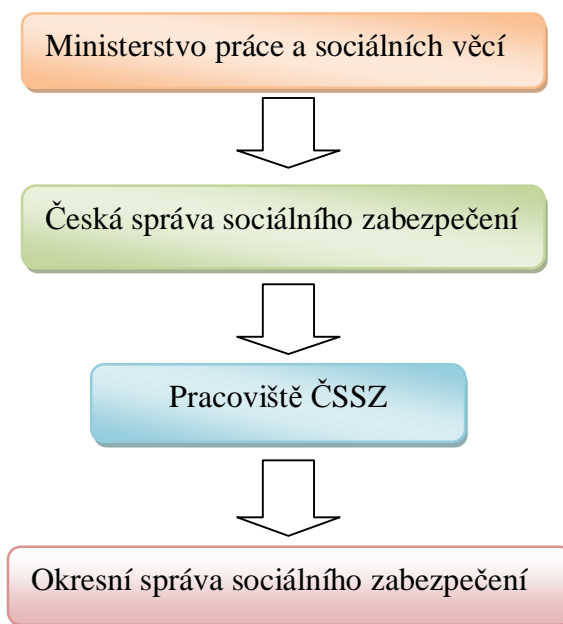 Ministerstvo práce a sociálních věcí
Česká správa sociálního zabezpečení
Pracoviště ČSSZ
Okresní správa sociálního zabezpečení